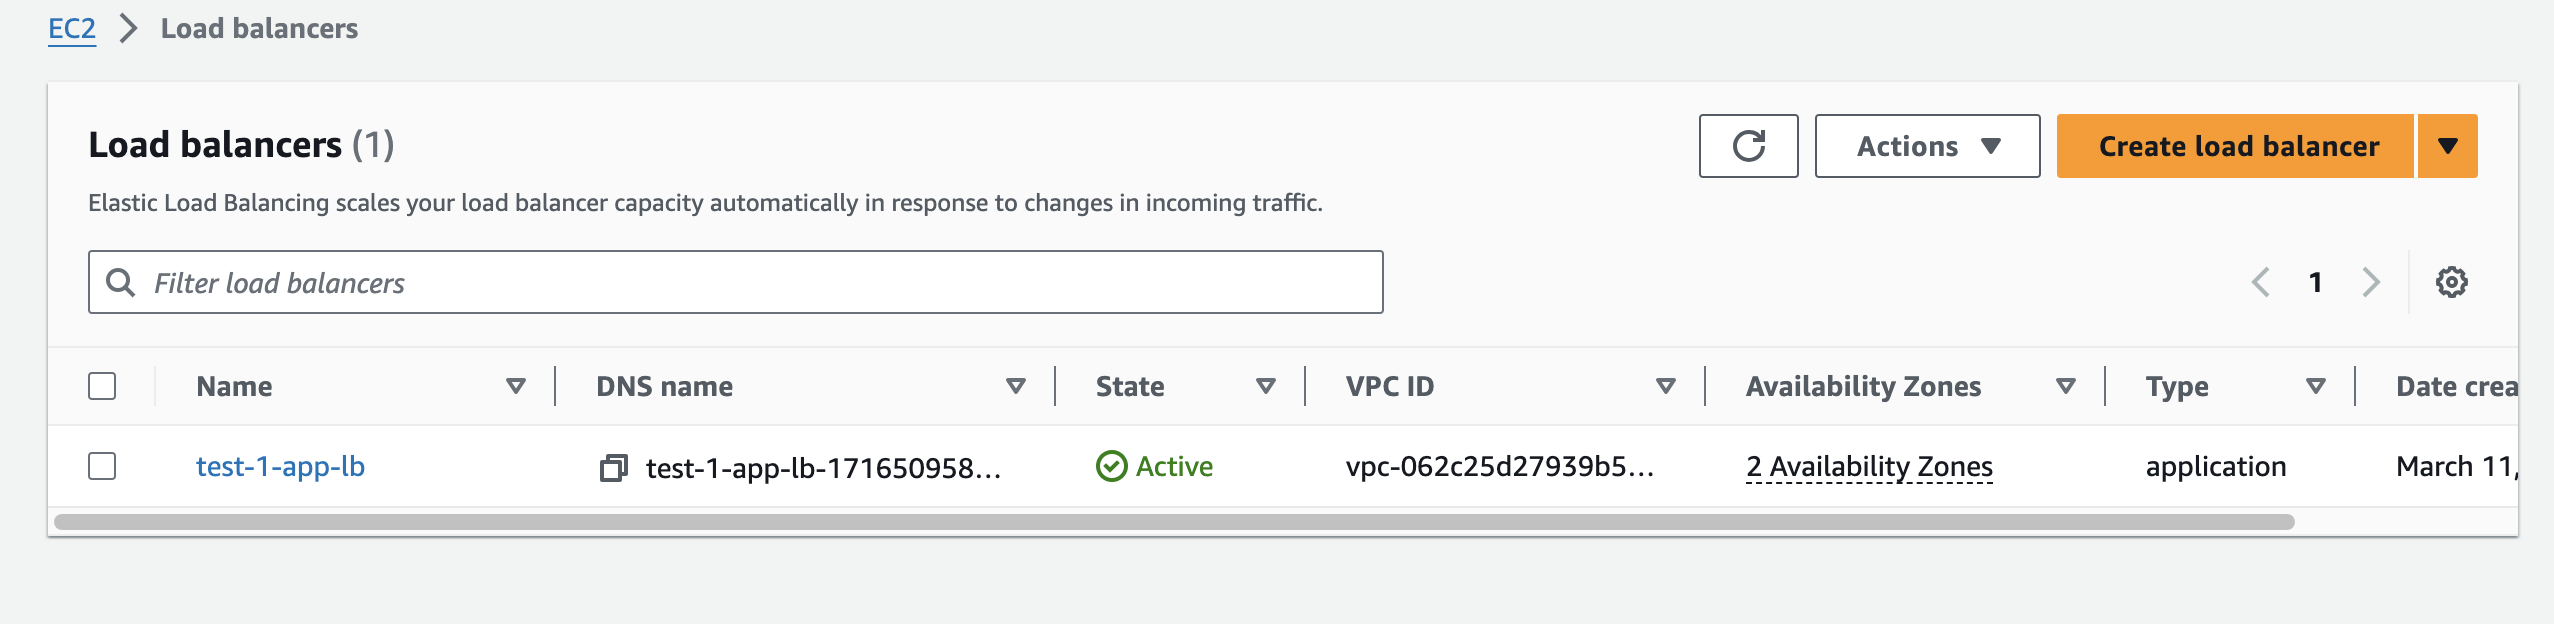 EC2 > Load balancers
Load balancers (1)
Actions
Create load balancer
Elastic Load Balancing scales your load balancer capacity automatically in response to changes in incoming traffic.
Filter load balancers
1
Name DNS name State VPC ID Availability Zones Type Date crea
test-1-app-lb test-1-app-lb-171650958... Active vpc-062c25d27939b5... 2 Availability Zones application March 11,